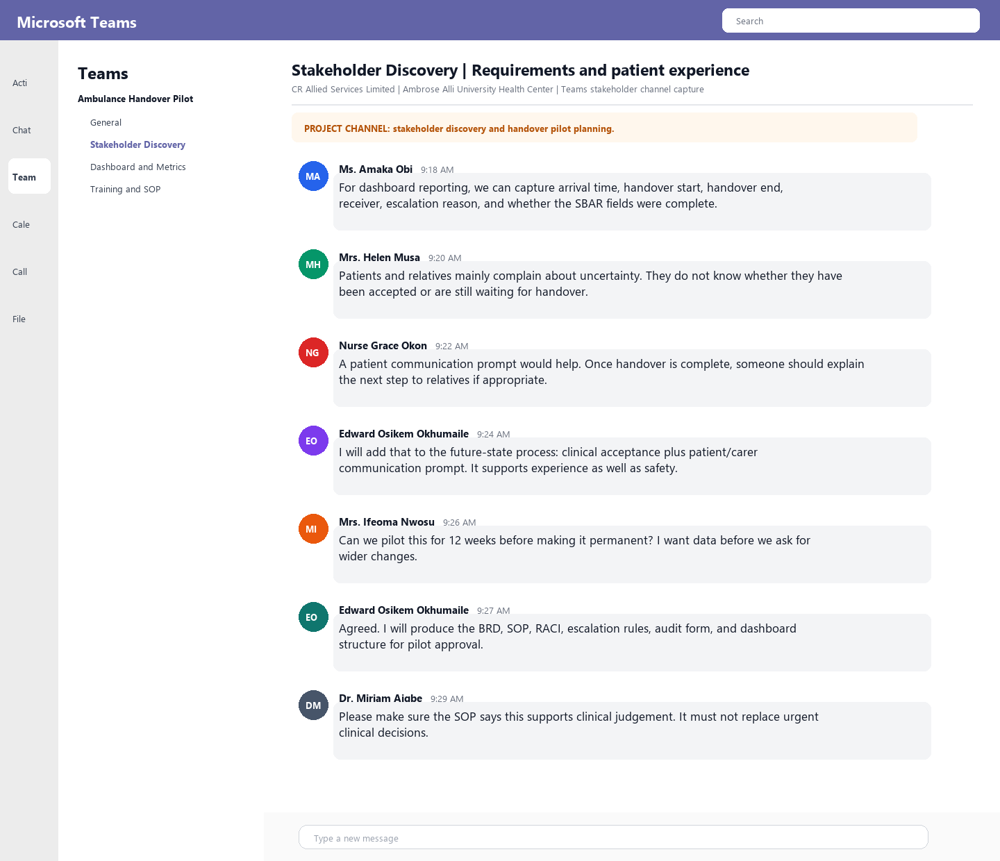 Microsoft Teams
Search
Acti
Chat
Team
Cale
Call
File
Teams
Ambulance Handover Pilot
General
Stakeholder Discovery
Dashboard and Metrics
Training and SOP
Stakeholder Discovery | Requirements and patient experience
CR Allied Services Limited | Ambrose Alli University Health Center | Teams stakeholder channel capture
PROJECT CHANNEL: stakeholder discovery and handover pilot planning.
MA
Ms. Amaka Obi 9:18 AM
For dashboard reporting, we can capture arrival time, handover start, handover end,
receiver, escalation reason, and whether the SBAR fields were complete.
MH
Mrs. Helen Musa 9:20 AM
Patients and relatives mainly complain about uncertainty. They do not know whether they have
been accepted or are still waiting for handover.
NG
Nurse Grace Okon 9:22 AM
A patient communication prompt would help. Once handover is complete, someone should explain
the next step to relatives if appropriate.
EO
Edward Osikem Okhumaile 9:24 AM
I will add that to the future-state process: clinical acceptance plus patient/carer
communication prompt. It supports experience as well as safety.
MI
Mrs. Ifeoma Nwosu 9:26 AM
Can we pilot this for 12 weeks before making it permanent? I want data before we ask for
wider changes.
EO
Edward Osikem Okhumaile 9:27 AM
Agreed. I will produce the BRD, SOP, RACI, escalation rules, audit form, and dashboard
structure for pilot approval.
DM
Dr. Miriam Aigbe 9:29 AM
Please make sure the SOP says this supports clinical judgement. It must not replace urgent
clinical decisions.
Type a new message